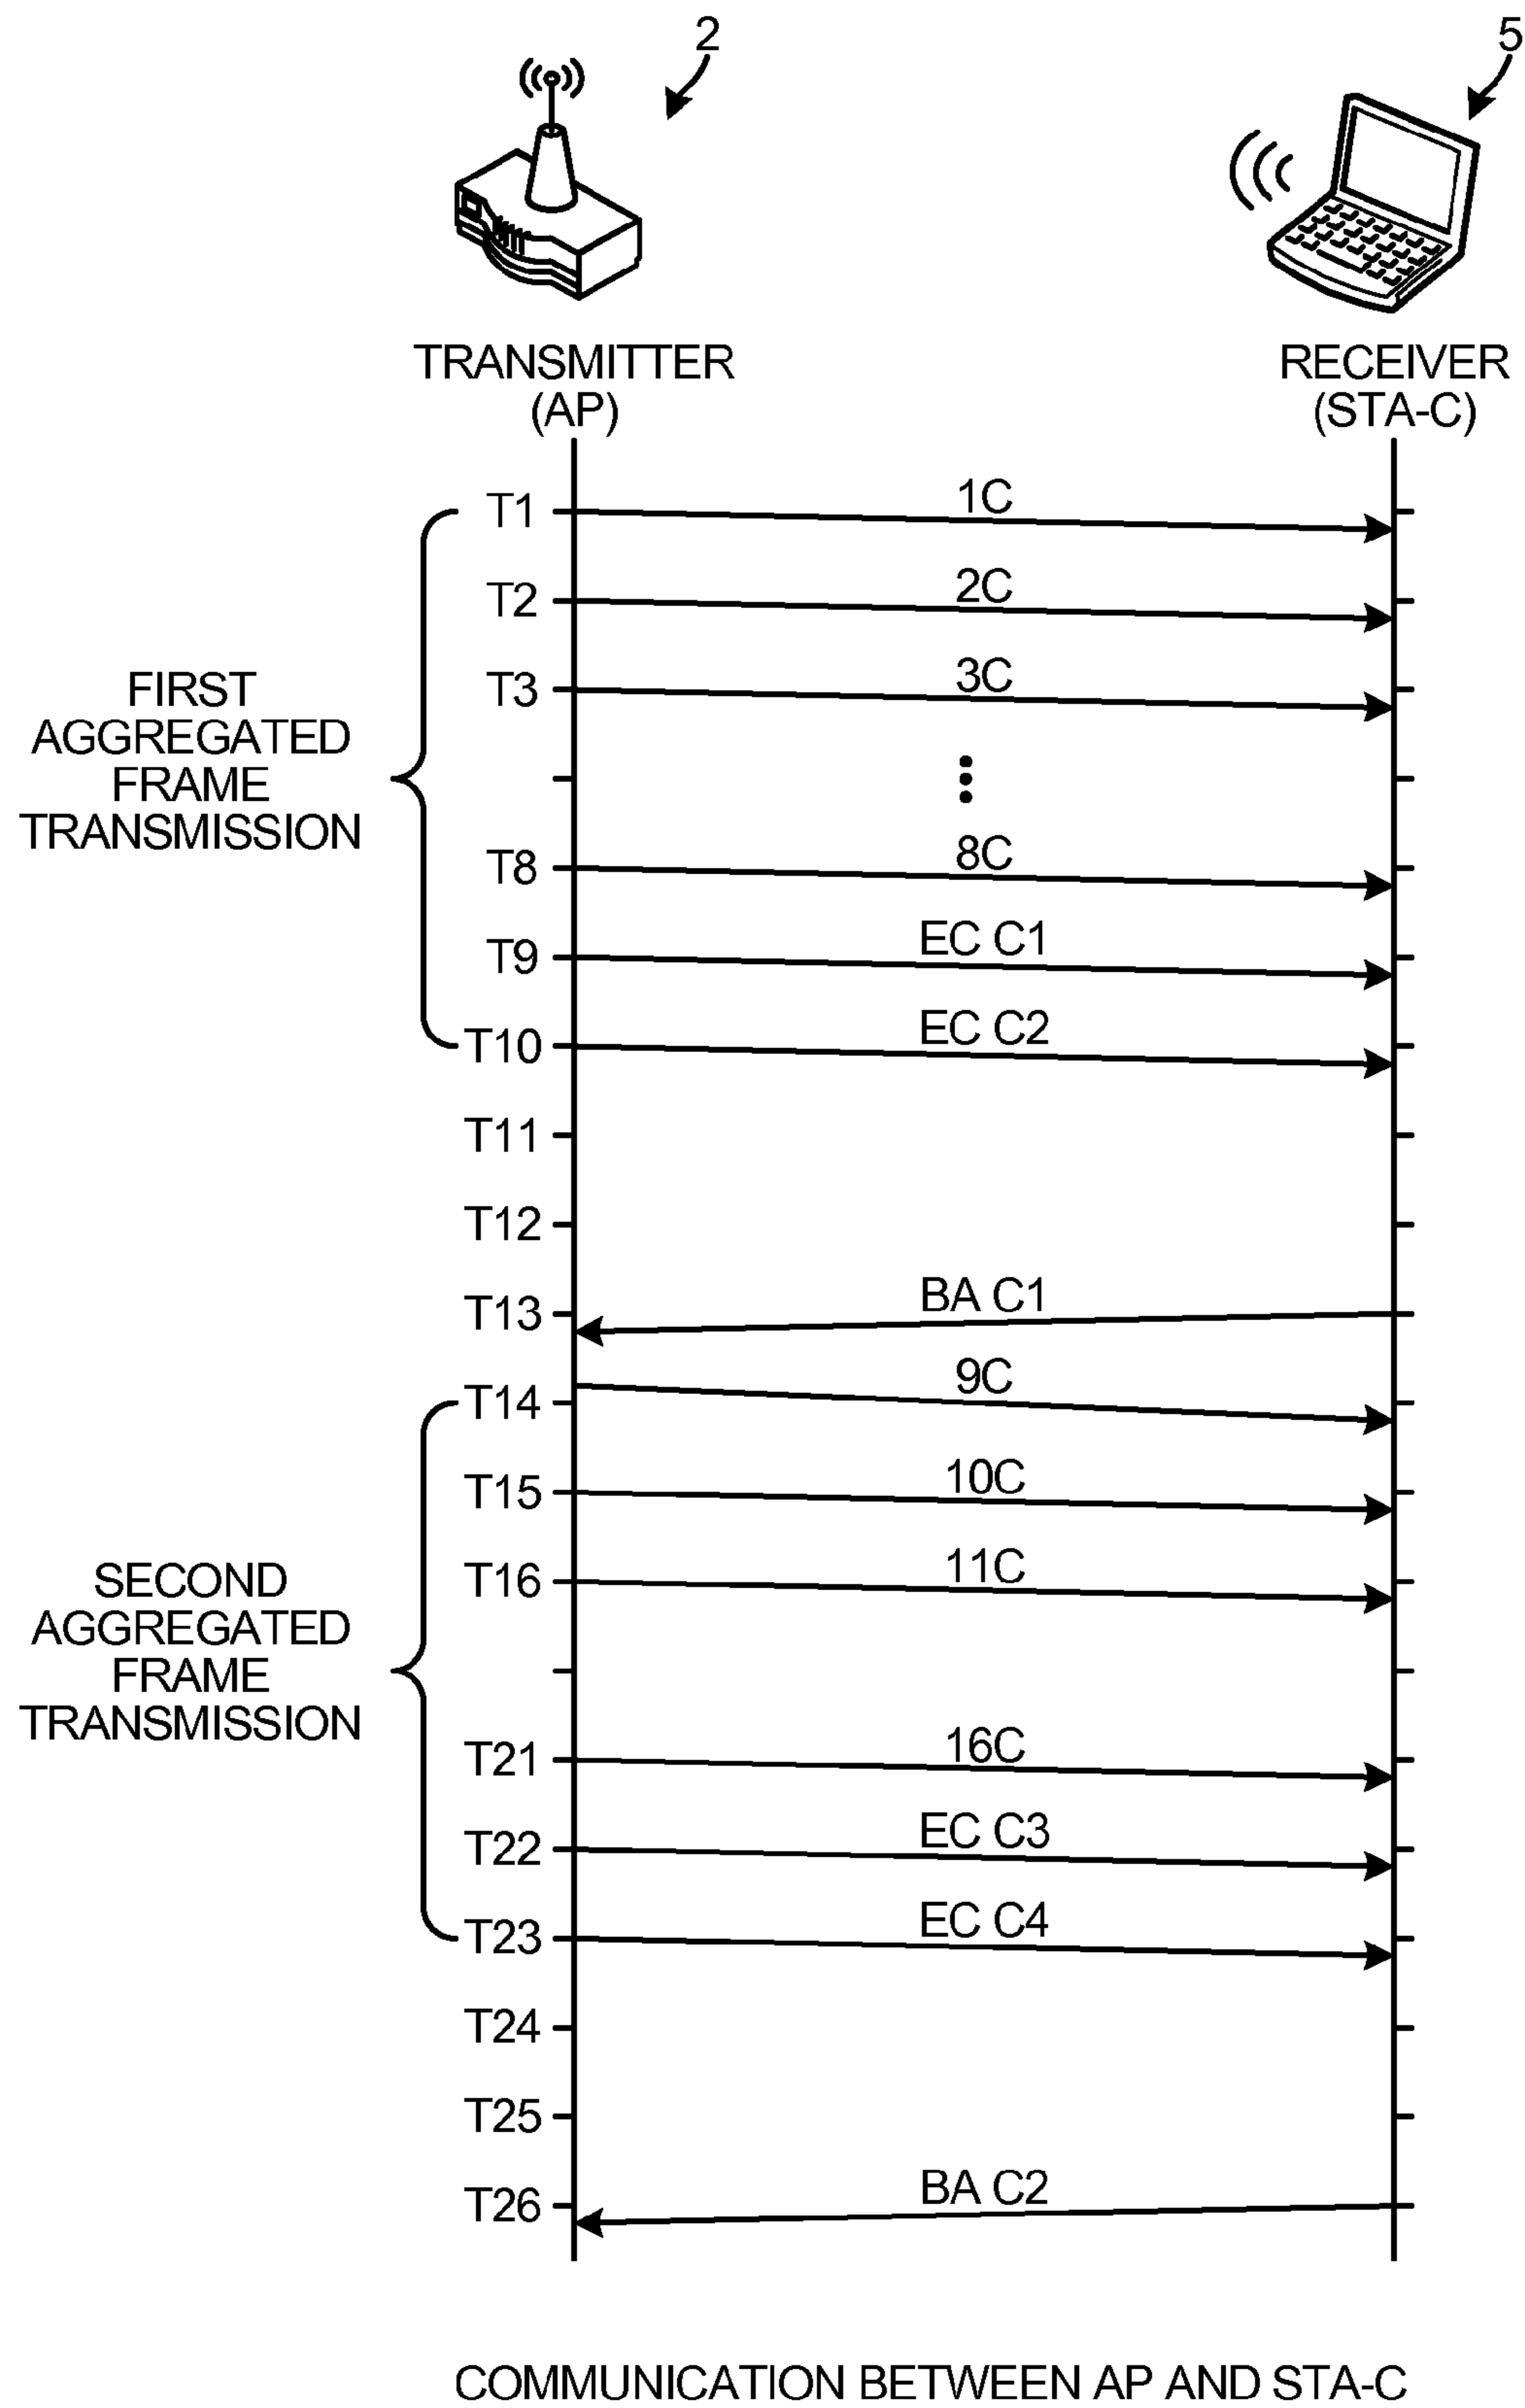 2
5
TRANSMITTER
(AP)
RECEIVER
(STA-C)
T1
1C
T2
2C
T3
3C
FIRST
AGGREGATED
FRAME
TRANSMISSION
T8
8C
T9
EC C1
T10
EC C2
T11
T12
T13
BA C1
T14
9C
T15
10C
T16
11C
SECOND
AGGREGATED
FRAME
TRANSMISSION
T21
16C
T22
EC C3
T23
EC C4
T24
T25
T26
BA C2
COMMUNICATION BETWEEN AP AND STA-C